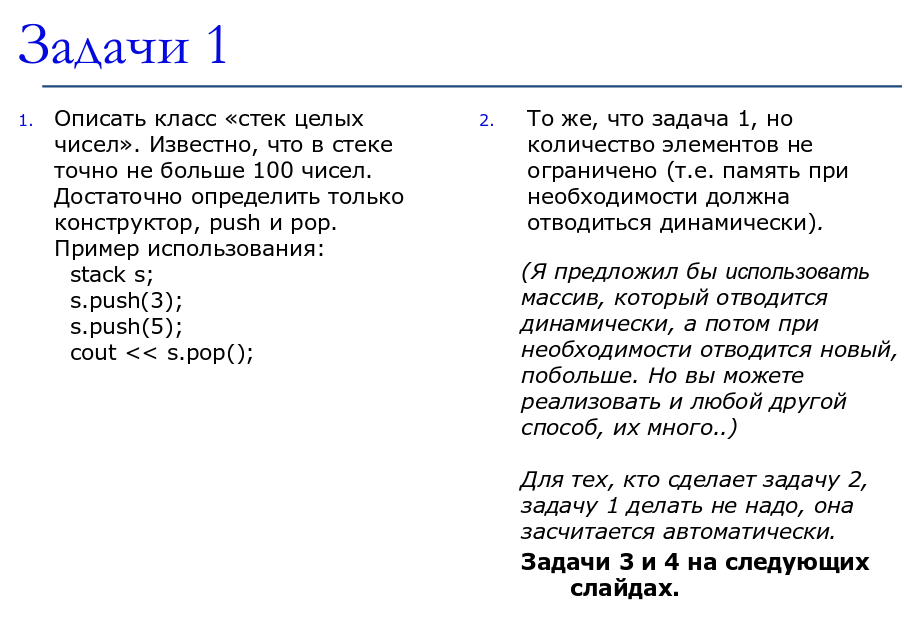 Задачи 1
1. Описать класс «стек целых
чисел». Известно, что в стеке
точно не больше 100 чисел.
Достаточно определить только
конструктор, push и pop.
Пример использования:
stack s;
s.push(3);
s.push(5);
cout << s.pop();
2. То же, что задача 1, но
количество элементов не
ограничено (т.е. память при
необходимости должна
отводиться динамически).
(Я предложил бы использовать
массив, который отводится
динамически, а потом при
необходимости отводится новый,
побольше. Но вы можете
реализовать и любой другой
способ, их много..)
Для тех, кто сделает задачу 2,
задачу 1 делать не надо, она
засчитается автоматически.
Задачи 3 и 4 на следующих
слайдах.